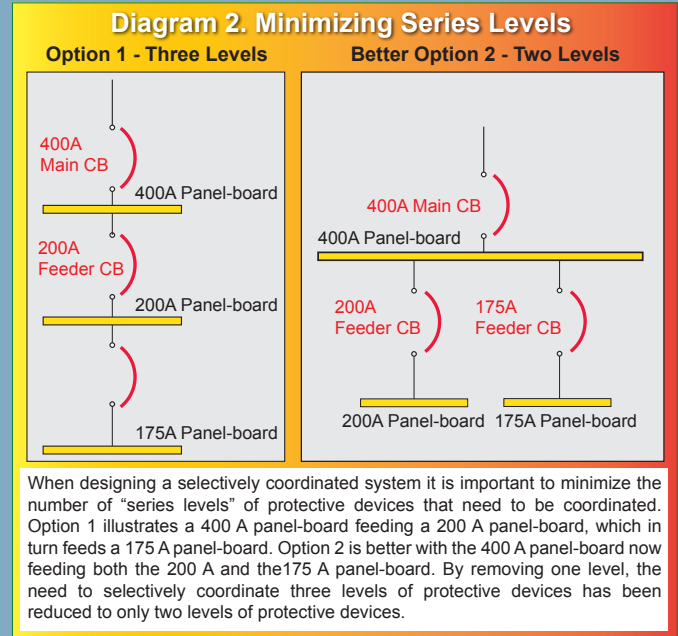 Diagram 2. Minimizing Series Levels
Option 1 - Three Levels
400A
Main CB
400A Panel-board
200A
Feeder CB
200A Panel-board
175A Panel-board
Better Option 2 - Two Levels
400A Main CB
400A Panel-board
200A
Feeder CB
175A
Feeder CB
200A Panel-board
175A Panel-board
When designing a selectively coordinated system it is important to minimize the
number of “series levels” of protective devices that need to be coordinated.
Option 1 illustrates a 400 A panel-board feeding a 200 A panel-board, which in
turn feeds a 175 A panel-board. Option 2 is better with the 400 A panel-board now
feeding both the 200 A and the175 A panel-board. By removing one level, the
need to selectively coordinate three levels of protective devices has been
reduced to only two levels of protective devices.